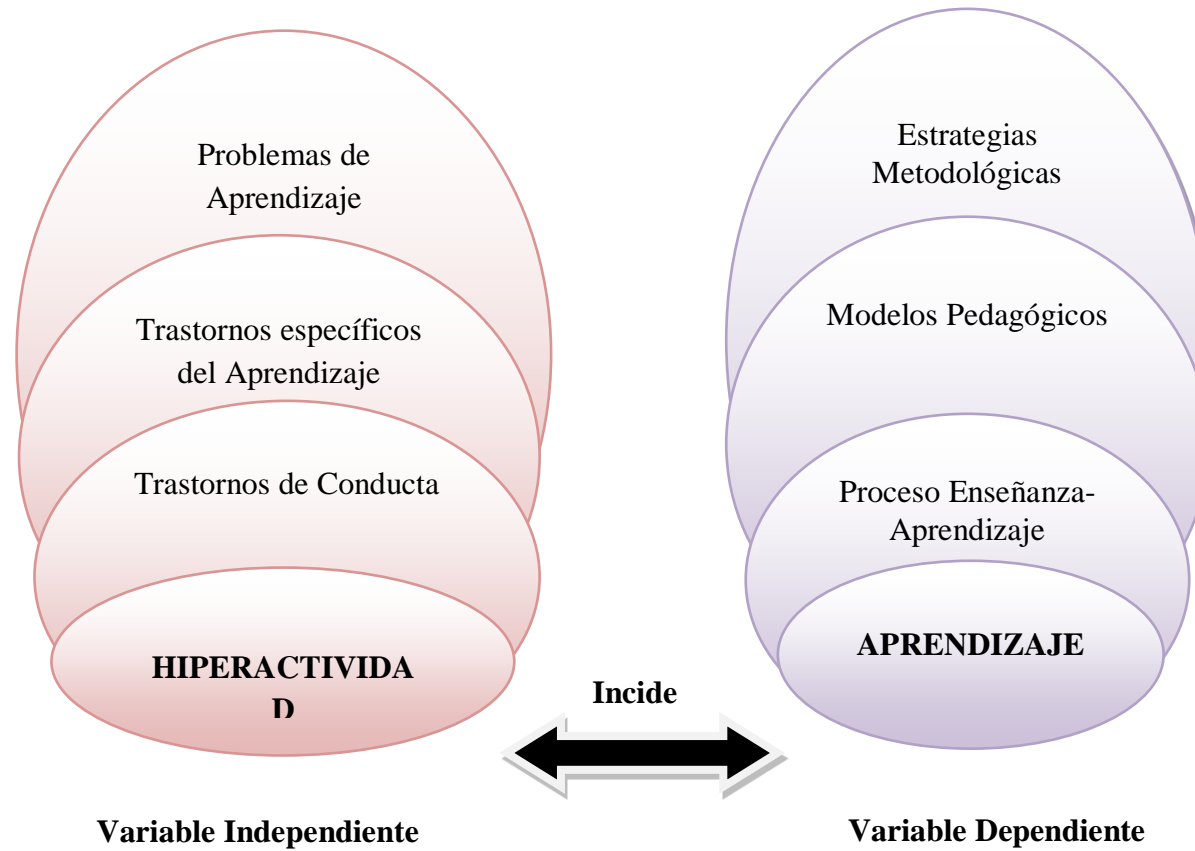 Problemas de
Aprendizaje
Trastornos específicos
del Aprendizaje
Trastornos de Conducta
HIPERACTIVIDA
D
Variable Independiente
Incide
Estrategias
Metodológicas
Modelos Pedagógicos
Proceso Enseñanza-
Aprendizaje
APRENDIZAJE
Variable Dependiente